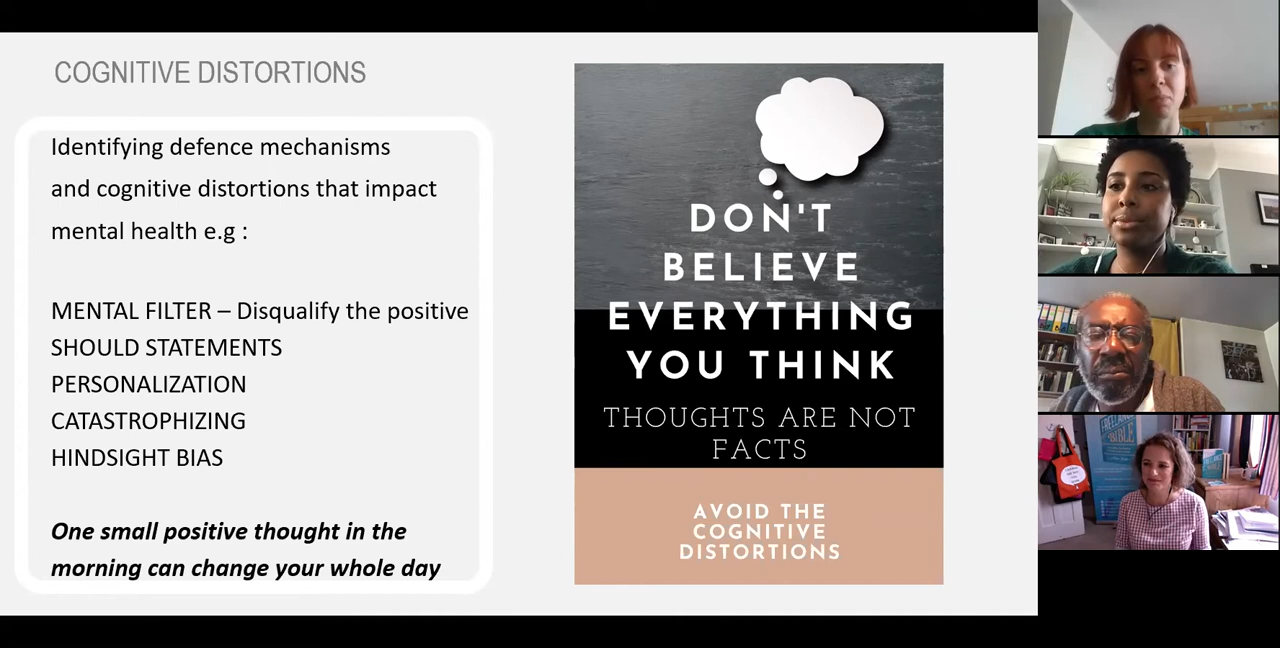 COGNITIVE DISTORTIONS
Identifying defence mechanisms
and cognitive distortions that impact
mental health e.g :
MENTAL FILTER – Disqualify the positive
SHOULD STATEMENTS
PERSONALIZATION
CATASTROPHIZING
HINDSIGHT BIAS
One small positive thought in the
morning can change your whole day
DON'T
BELIEVE
EVERYTHING
YOU THINK
THOUGHTS ARE NOT
FACTS
AVOID THE
COGNITIVE
DISTORTIONS
BIBLE